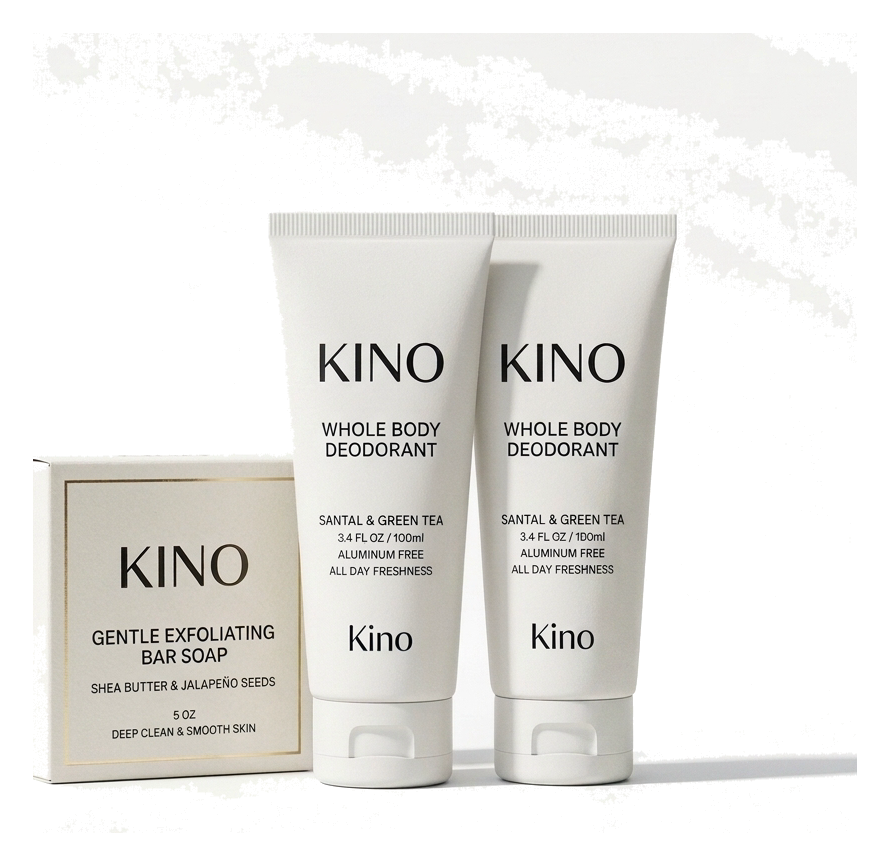 KINO
GENTLE EXFOLIATING
BAR SOAP
SHEA BUTTER & JALAPEÑO SEEDS
5 OZ
DEEP CLEAN & SMOOTH SKIN
KINO
WHOLE BODY
DEODORANT
SANTAL & GREEN TEA
3.4 FL OZ / 100ml
ALUMINUM FREE
ALL DAY FRESHNESS
Kino
KINO
WHOLE BODY
DEODORANT
SANTAL & GREEN TEA
3.4 FL OZ / 100ml
ALUMINUM FREE
ALL DAY FRESHNESS
Kino